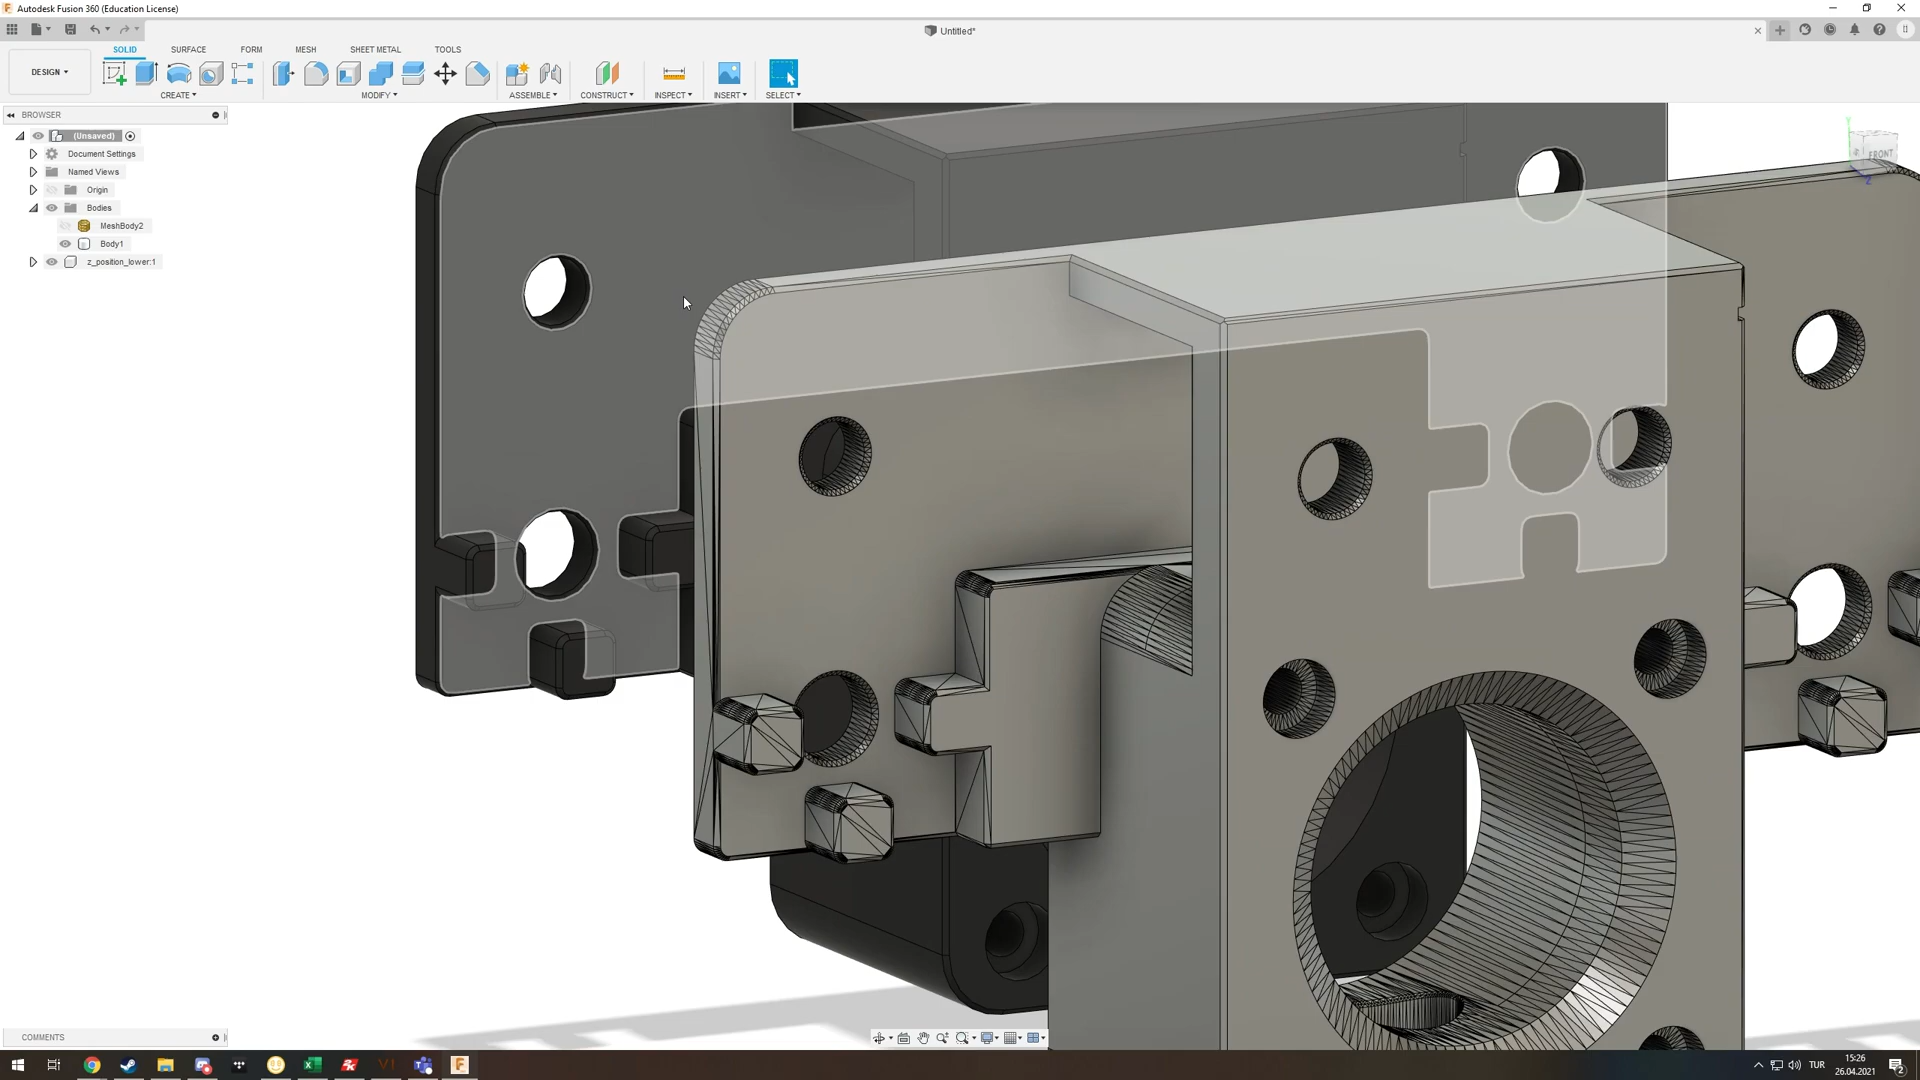 Autodesk Fusion 360 (Education License)
Untitled*
SOLID SURFACE FORM MESH SHEET METAL TOOLS
DESIGN
CREATE MODIFY ASSEMBLE CONSTRUCT INSPECT INSERT SELECT
BROWSER
(Unsaved)
Document Settings
Named Views
Origin
Bodies
MeshBody2
Body1
z_position_lower:1
FRONT
Y
Z
COMMENTS
TUR
15:26
26.04.2021
2